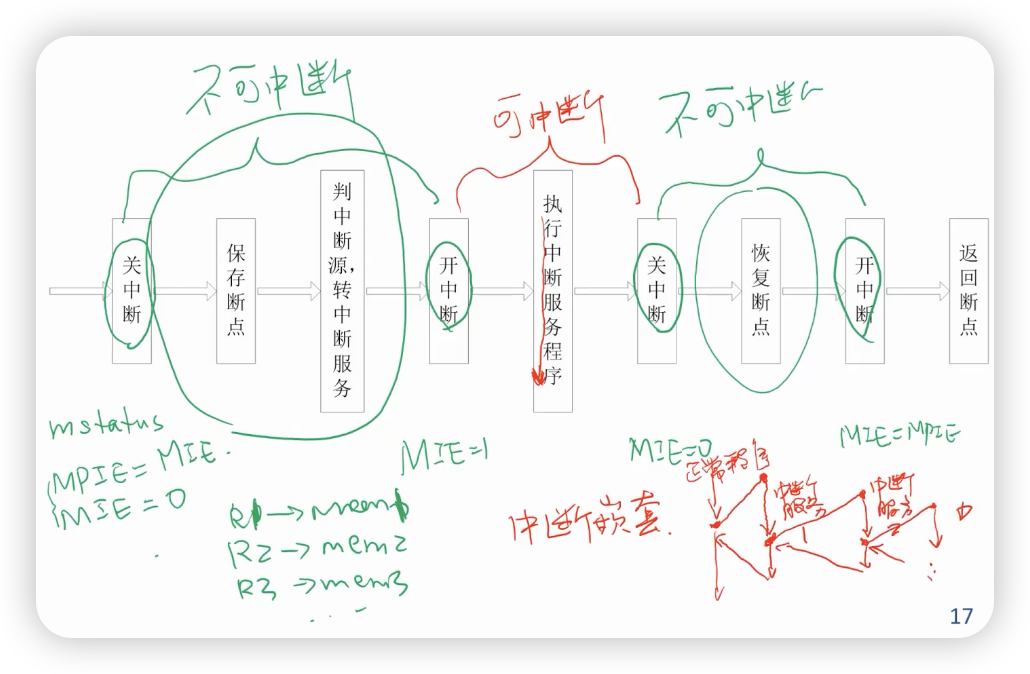 不可中断
可中断
不可中断
关中断
保存断点
判中断源，转中断服务
开中断
执行中断服务程序
关中断
恢复断点
开中断
返回断点
mstatus
MPIE=MIE.
MIE=0
MIE=1
MIE=0
MIE=MPIE
R1→mem1
R2→mem2
R3→mem3
...
中断嵌套.
正常程序
中断
服务
1
中断
服务
2
17